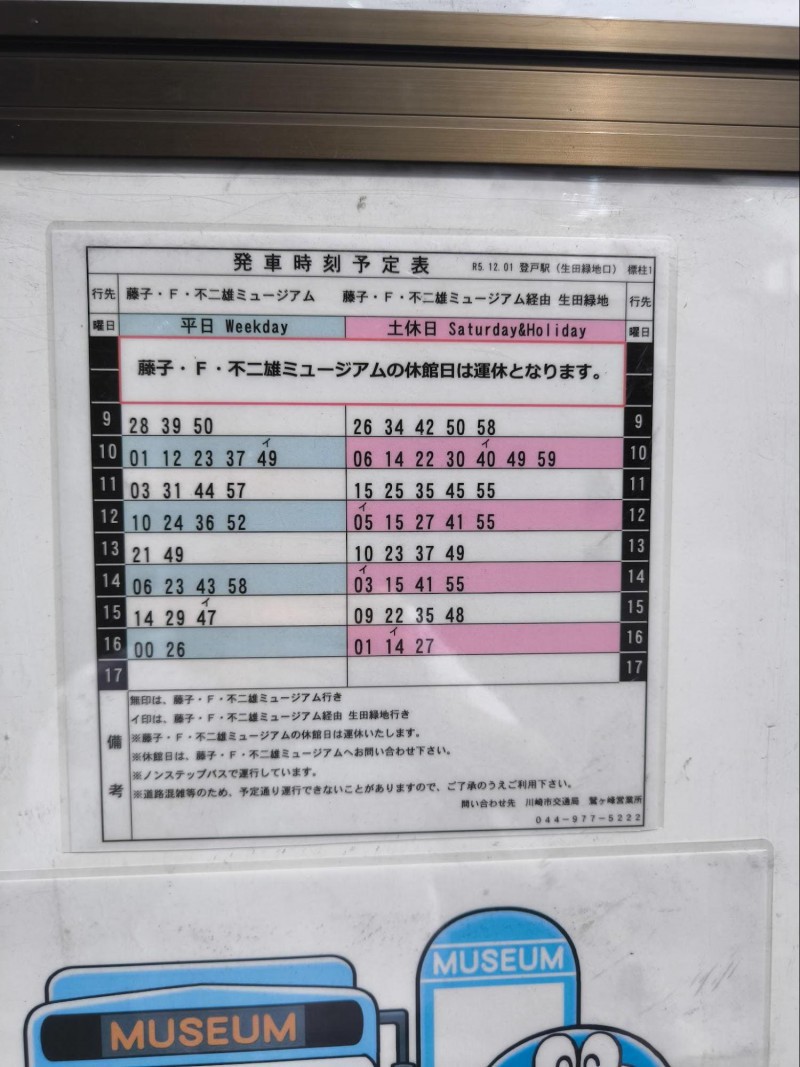 発車時刻予定表 R5.12.01 登戸駅（生田緑地口） 標柱1
行先 藤子・F・不二雄ミュージアム 藤子・F・不二雄ミュージアム経由 生田緑地 行先
曜日 平日 Weekday 土休日 Saturday&Holiday 曜日
藤子・F・不二雄ミュージアムの休館日は運休となります。
9 28 39 50 26 34 42 50 58 9
10 01 12 23 37 イ49 06 14 22 30 イ40 49 59 10
11 03 31 44 57 15 25 35 45 55 11
12 10 24 36 52 イ05 15 27 41 55 12
13 21 49 10 23 37 49 13
14 06 23 43 58 イ03 15 41 55 14
15 14 29 イ47 09 22 35 48 15
16 00 26 01 イ14 27 16
17 17
備考
無印は、藤子・F・不二雄ミュージアム行き
イ印は、藤子・F・不二雄ミュージアム経由 生田緑地行き
※藤子・F・不二雄ミュージアムの休館日は運休いたします。
※休館日は、藤子・F・不二雄ミュージアムへお問い合わせ下さい。
※ノンステップバスで運行しています。
※道路混雑等のため、予定通り運行できないことがありますので、ご了承のうえご利用下さい。
問い合わせ先 川崎市交通局 鷲ヶ峰営業所
044-977-5222
MUSEUM
MUSEUM